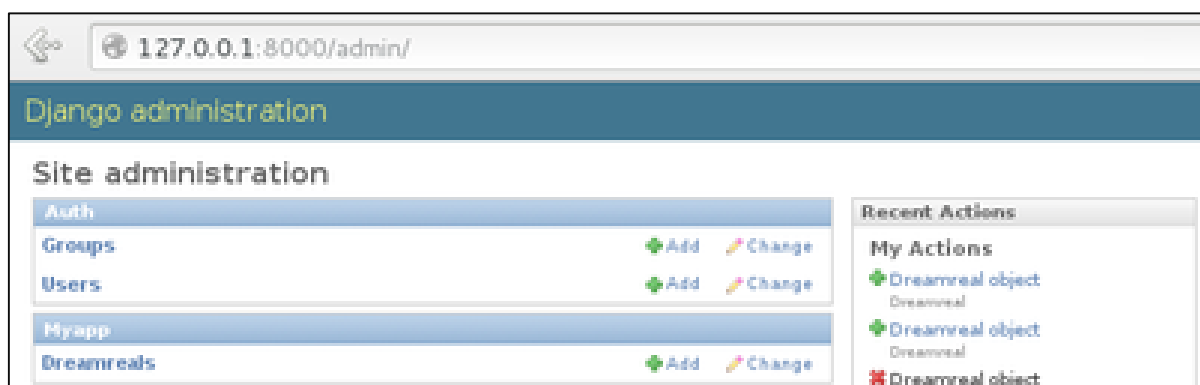 127.0.0.1:8000/admin/
Django administration
Site administration
Auth
Groups Add Change
Users Add Change
Myapp
Dreamreals Add Change
Recent Actions
My Actions
Dreamreal object
Dreamreal
Dreamreal object
Dreamreal
Dreamreal object